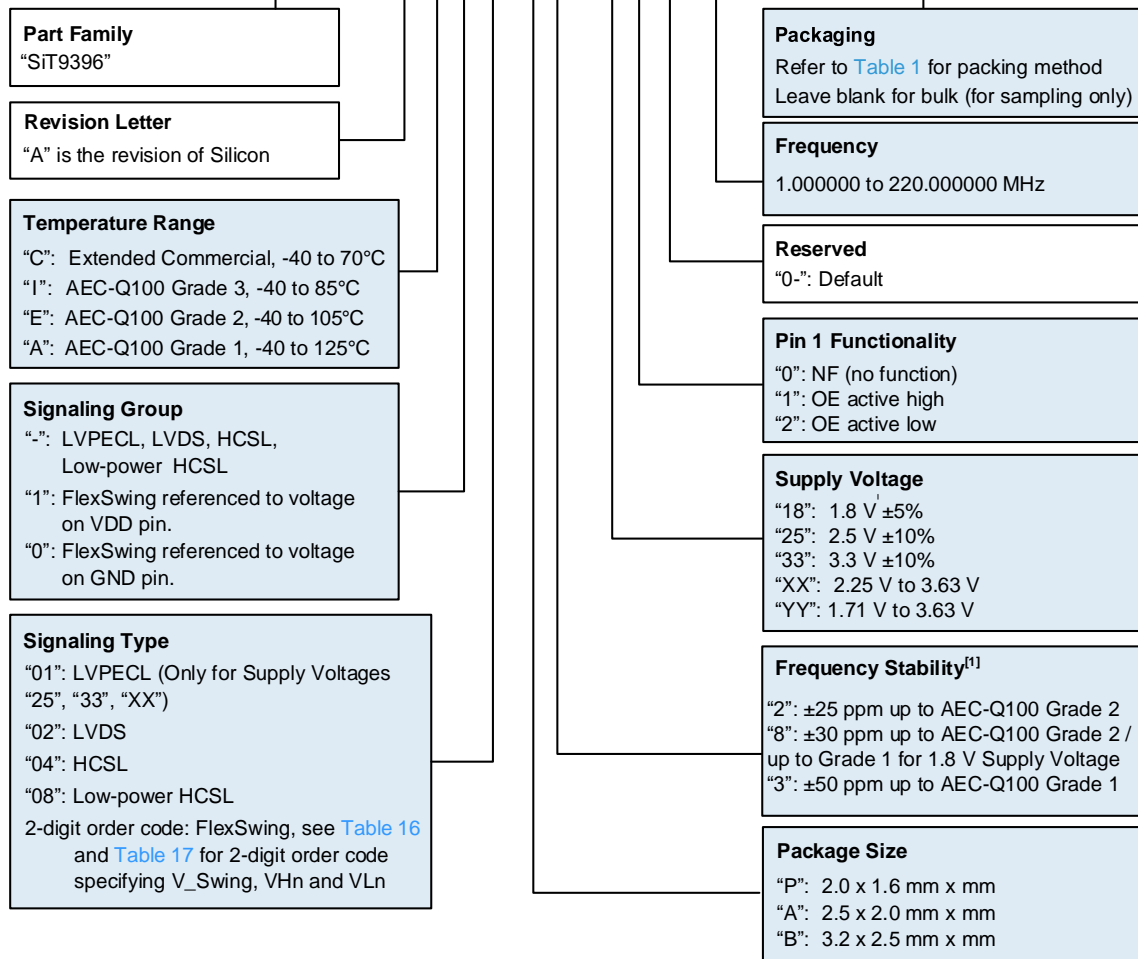 Part Family
“SiT9396”
Revision Letter
“A” is the revision of Silicon
Temperature Range
“C”: Extended Commercial, -40 to 70°C
“I”: AEC-Q100 Grade 3, -40 to 85°C
“E”: AEC-Q100 Grade 2, -40 to 105°C
“A”: AEC-Q100 Grade 1, -40 to 125°C
Signaling Group
“-”: LVPECL, LVDS, HCSL,
Low-power HCSL
“1”: FlexSwing referenced to voltage
on VDD pin.
“0”: FlexSwing referenced to voltage
on GND pin.
Signaling Type
“01”: LVPECL (Only for Supply Voltages
“25”, “33”, “XX”)
“02”: LVDS
“04”: HCSL
“08”: Low-power HCSL
2-digit order code: FlexSwing, see Table 16
and Table 17 for 2-digit order code
specifying V_Swing, VHn and VLn
Packaging
Refer to Table 1 for packing method
Leave blank for bulk (for sampling only)
Frequency
1.000000 to 220.000000 MHz
Reserved
“0-”: Default
Pin 1 Functionality
“0”: NF (no function)
“1”: OE active high
“2”: OE active low
Supply Voltage
“18”: 1.8 V ±5%
“25”: 2.5 V ±10%
“33”: 3.3 V ±10%
“XX”: 2.25 V to 3.63 V
“YY”: 1.71 V to 3.63 V
Frequency Stability[1]
“2”: ±25 ppm up to AEC-Q100 Grade 2
“8”: ±30 ppm up to AEC-Q100 Grade 2 /
up to Grade 1 for 1.8 V Supply Voltage
“3”: ±50 ppm up to AEC-Q100 Grade 1
Package Size
“P”: 2.0 x 1.6 mm x mm
“A”: 2.5 x 2.0 mm x mm
“B”: 3.2 x 2.5 mm x mm